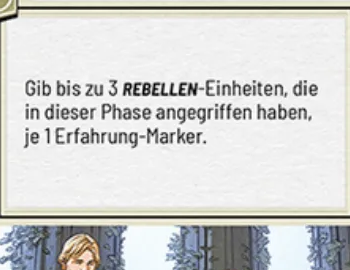 Gib bis zu 3 REBELLEN-Einheiten, die
in dieser Phase angegriffen haben,
je 1 Erfahrung-Marker.